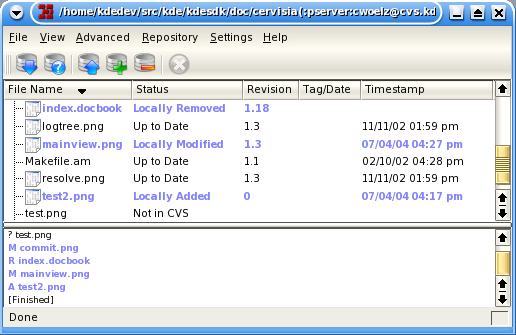 /home/kdedev/src/kde/kdesdk/doc/cervisia(:pserver:cwoelz@cvs.kd
File View Advanced Repository Settings Help
File Name Status Revision Tag/Date Timestamp
index.docbook Locally Removed 1.18
logtree.png Up to Date 1.3 11/11/02 01:59 pm
mainview.png Locally Modified 1.3 07/04/04 04:27 pm
Makefile.am Up to Date 1.1 02/10/02 04:28 pm
resolve.png Up to Date 1.3 11/11/02 01:59 pm
test2.png Locally Added 0 07/04/04 04:17 pm
test.png Not in CVS
? test.png
M commit.png
R index.docbook
M mainview.png
A test2.png
[Finished]
Done